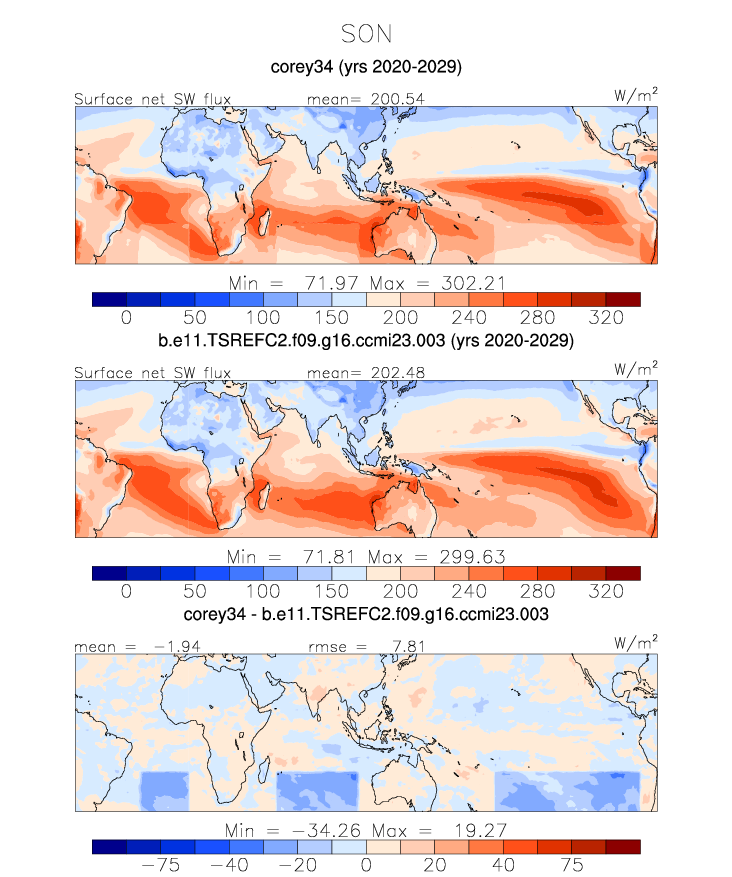 SON
corey34 (yrs 2020-2029)
Surface net SW flux mean= 200.54 W/m²
Min = 71.97 Max = 302.21
0 50 100 150 200 240 280 320
b.e11.TSREFC2.f09.g16.ccmi23.003 (yrs 2020-2029)
Surface net SW flux mean= 202.48 W/m²
Min = 71.81 Max = 299.63
0 50 100 150 200 240 280 320
corey34 - b.e11.TSREFC2.f09.g16.ccmi23.003
mean = −1.94 rmse = 7.81 W/m²
Min = −34.26 Max = 19.27
−75 −40 −20 0 20 40 75